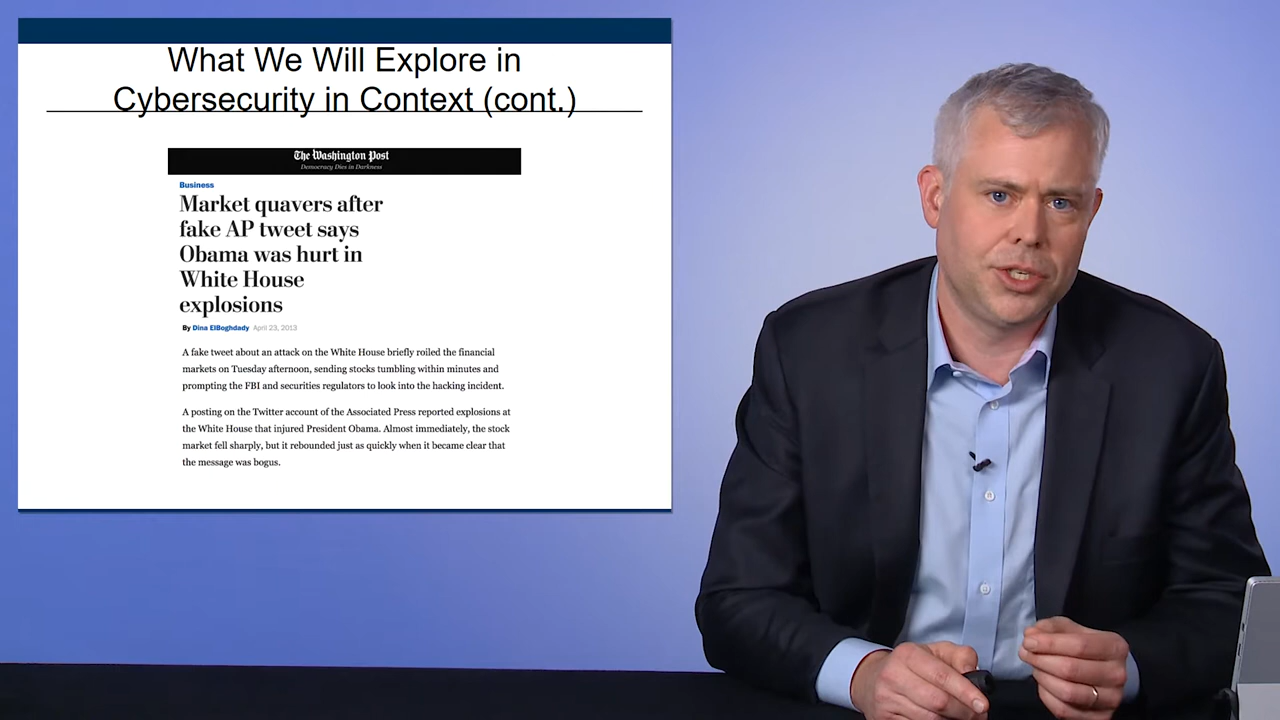 What We Will Explore in
Cybersecurity in Context (cont.)
The Washington Post
Democracy Dies in Darkness
Business
Market quavers after
fake AP tweet says
Obama was hurt in
White House
explosions
By Dina ElBoghdady April 23, 2013
A fake tweet about an attack on the White House briefly roiled the financial
markets on Tuesday afternoon, sending stocks tumbling within minutes and
prompting the FBI and securities regulators to look into the hacking incident.
A posting on the Twitter account of the Associated Press reported explosions at
the White House that injured President Obama. Almost immediately, the stock
market fell sharply, but it rebounded just as quickly when it became clear that
the message was bogus.